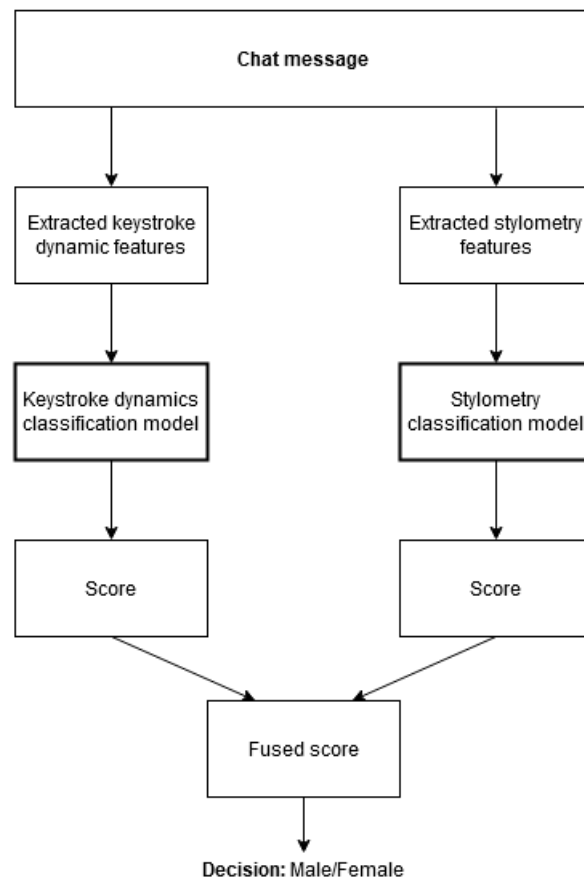 Chat message
Extracted keystroke
dynamic features
Extracted stylometry
features
Keystroke dynamics
classification model
Stylometry
classification model
Score
Score
Fused score
Decision: Male/Female